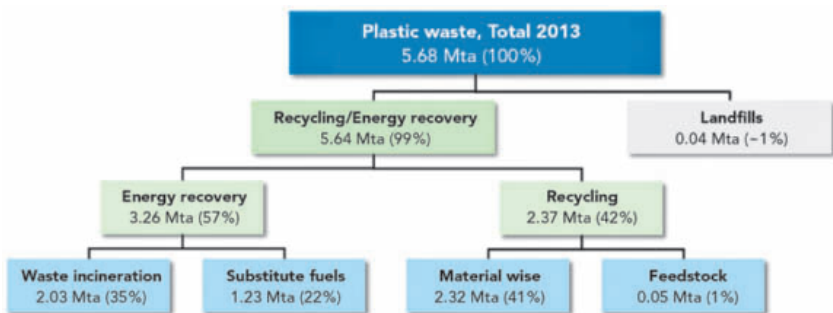 Plastic waste, Total 2013
5.68 Mta (100%)
Recycling/Energy recovery
5.64 Mta (99%)
Landfills
0.04 Mta (~1%)
Energy recovery
3.26 Mta (57%)
Recycling
2.37 Mta (42%)
Waste incineration
2.03 Mta (35%)
Substitute fuels
1.23 Mta (22%)
Material wise
2.32 Mta (41%)
Feedstock
0.05 Mta (1%)